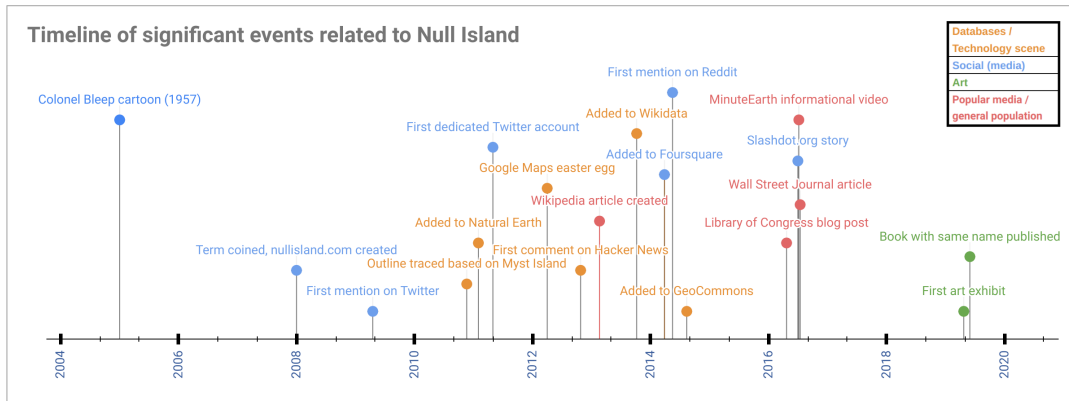 Timeline of significant events related to Null Island
Databases /
Technology scene
Social (media)
Art
Popular media /
general population
First mention on Reddit
Colonel Bleep cartoon (1957)
MinuteEarth informational video
Added to Wikidata
First dedicated Twitter account
Slashdot.org story
Added to Foursquare
Google Maps easter egg
Wall Street Journal article
Wikipedia article created
Added to Natural Earth
Library of Congress blog post
Book with same name published
Term coined, nullisland.com created
First comment on Hacker News
Outline traced based on Myst Island
First mention on Twitter
Added to GeoCommons
First art exhibit
2004
2006
2008
2010
2012
2014
2016
2018
2020